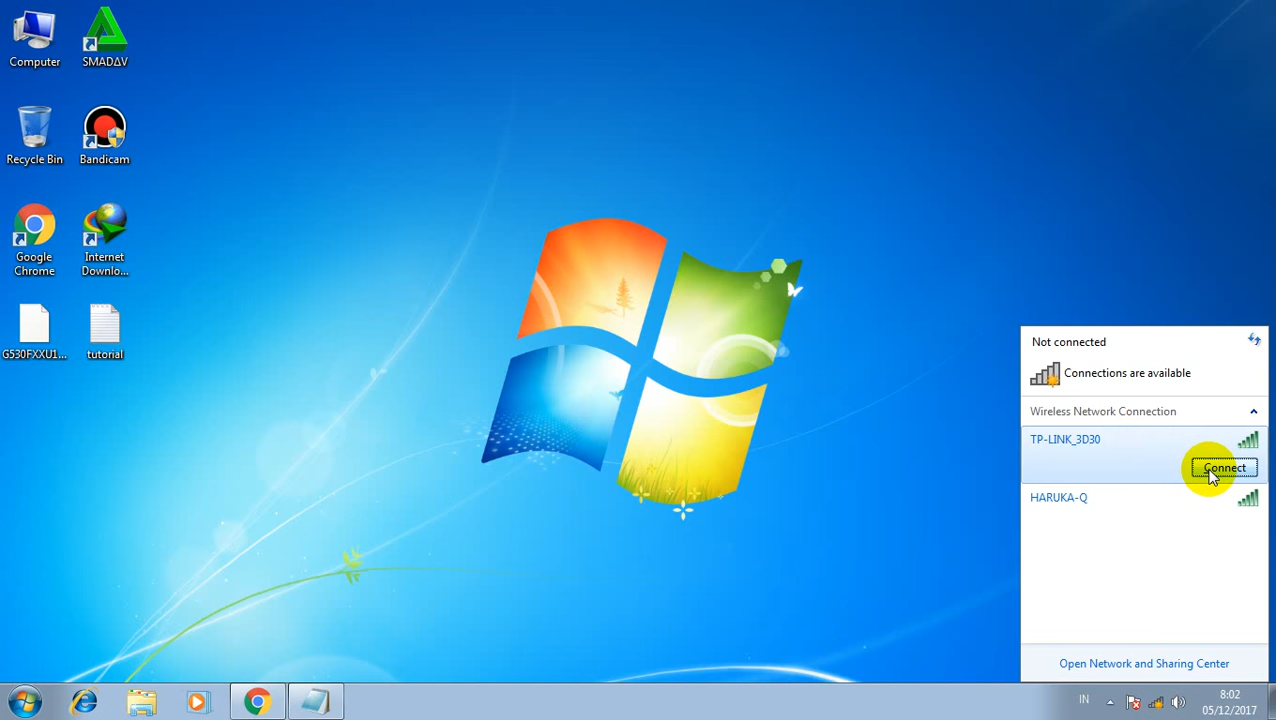 Computer
SMADΔV
Recycle Bin
Bandicam
Google
Chrome
Internet
Downlo...
G530FXXU1...
tutorial
Not connected
Connections are available
Wireless Network Connection
TP-LINK_3D30
Connect
HARUKA-Q
Open Network and Sharing Center
IN
8:02
05/12/2017